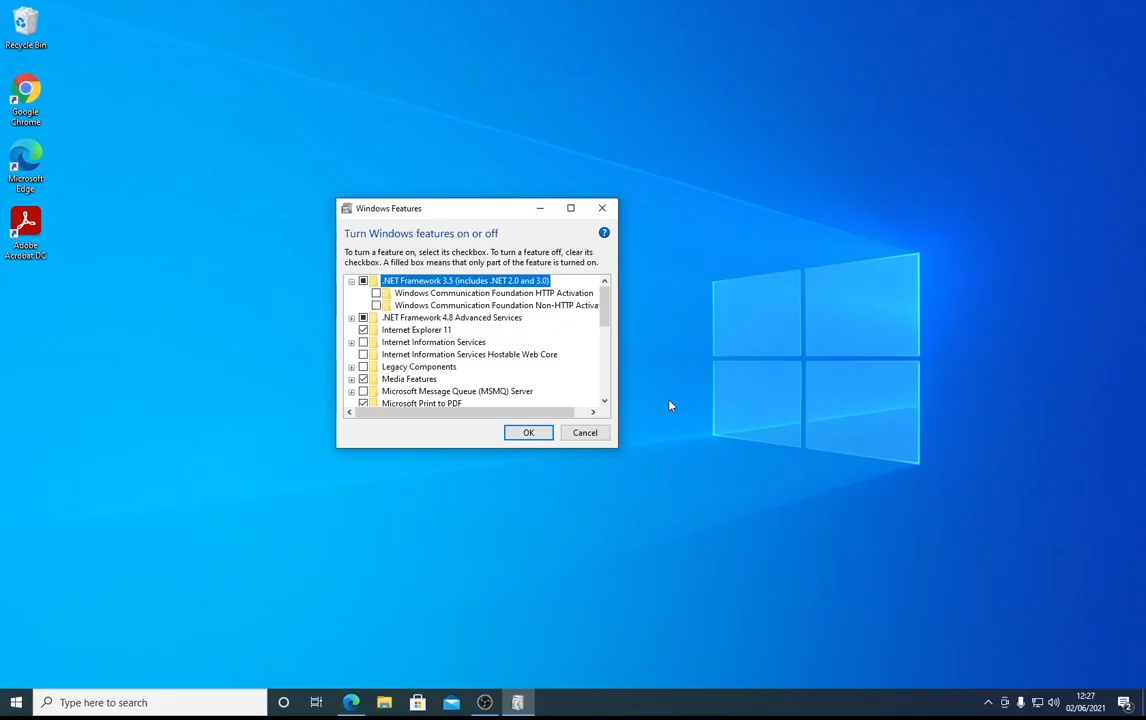 Recycle Bin
Google
Chrome
Microsoft
Edge
Adobe
Acrobat DC
Windows Features
Turn Windows features on or off
?
To turn a feature on, select its checkbox. To turn a feature off, clear its
checkbox. A filled box means that only part of the feature is turned on.
.NET Framework 3.5 (includes .NET 2.0 and 3.0)
Windows Communication Foundation HTTP Activation
Windows Communication Foundation Non-HTTP Activa
.NET Framework 4.8 Advanced Services
Internet Explorer 11
Internet Information Services
Internet Information Services Hostable Web Core
Legacy Components
Media Features
Microsoft Message Queue (MSMQ) Server
Microsoft Print to PDF
OK
Cancel
Type here to search
12:27
02/06/2021
2